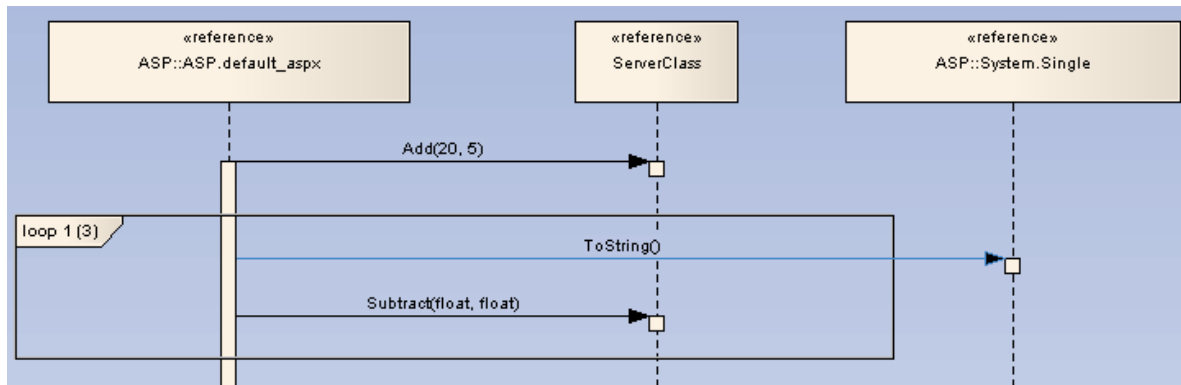 «reference»
ASP::ASP.default_aspx
«reference»
ServerClass
«reference»
ASP::System.Single
Add(20, 5)
loop 1 (3)
ToString()
Subtract(float, float)